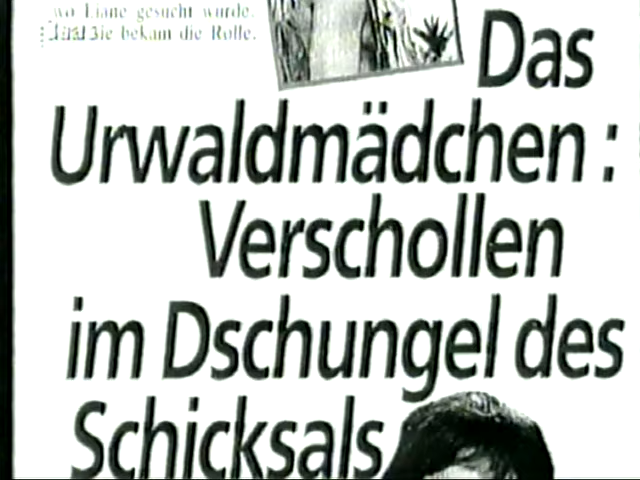 wo Liane gesucht wurde.
Sie bekam die Rolle.
Das
Urwaldmädchen :
Verschollen
im Dschungel des
Schicksals